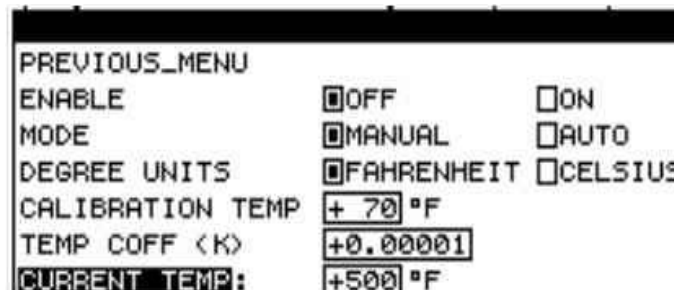 PREVIOUS_MENU
ENABLE OFF ON
MODE MANUAL AUTO
DEGREE UNITS FAHRENHEIT CELSIUS
CALIBRATION TEMP + 70 °F
TEMP COFF (K) +0.00001
CURRENT TEMP: +500 °F